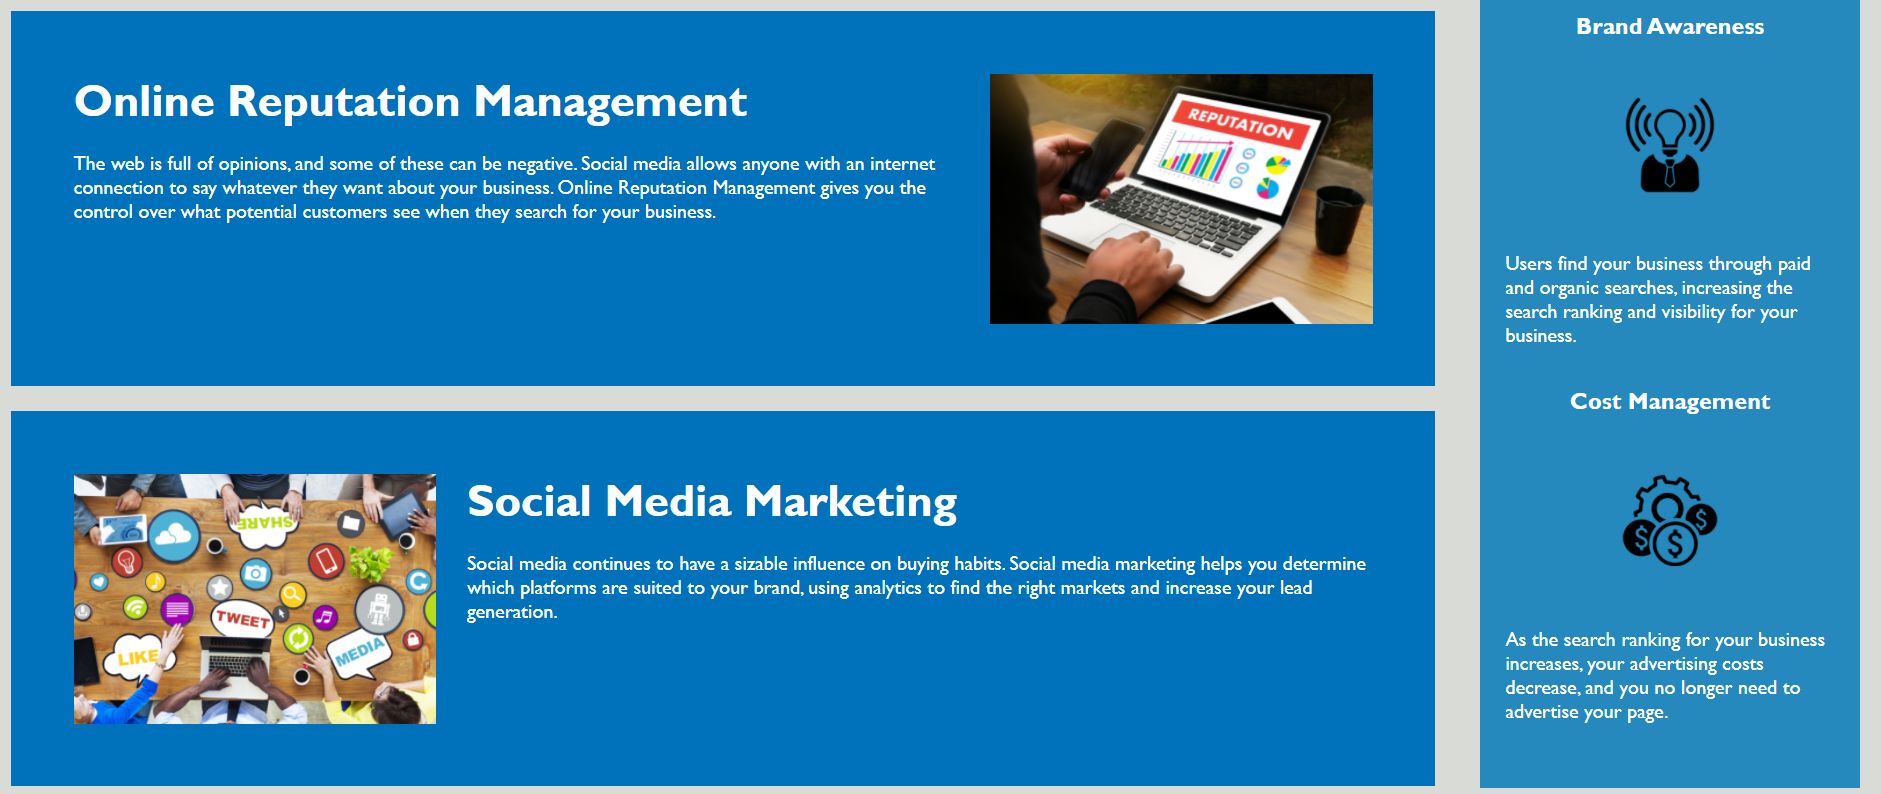 Online Reputation Management
The web is full of opinions, and some of these can be negative. Social media allows anyone with an internet
connection to say whatever they want about your business. Online Reputation Management gives you the
control over what potential customers see when they search for your business.
REPUTATION
SHARE
TWEET
LIKE
MEDIA
Social Media Marketing
Social media continues to have a sizable influence on buying habits. Social media marketing helps you determine
which platforms are suited to your brand, using analytics to find the right markets and increase your lead
generation.
Brand Awareness
Users find your business through paid
and organic searches, increasing the
search ranking and visibility for your
business.
Cost Management
$
$
$
As the search ranking for your business
increases, your advertising costs
decrease, and you no longer need to
advertise your page.